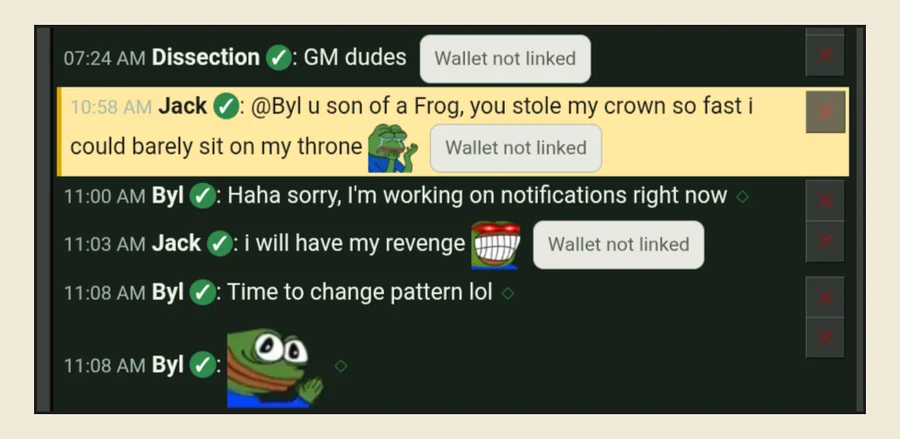 07:24 AM Dissection ✓: GM dudes Wallet not linked
10:58 AM Jack ✓: @Byl u son of a Frog, you stole my crown so fast i
could barely sit on my throne Wallet not linked
11:00 AM Byl ✓: Haha sorry, I'm working on notifications right now
11:03 AM Jack ✓: i will have my revenge Wallet not linked
11:08 AM Byl ✓: Time to change pattern lol
11:08 AM Byl ✓: